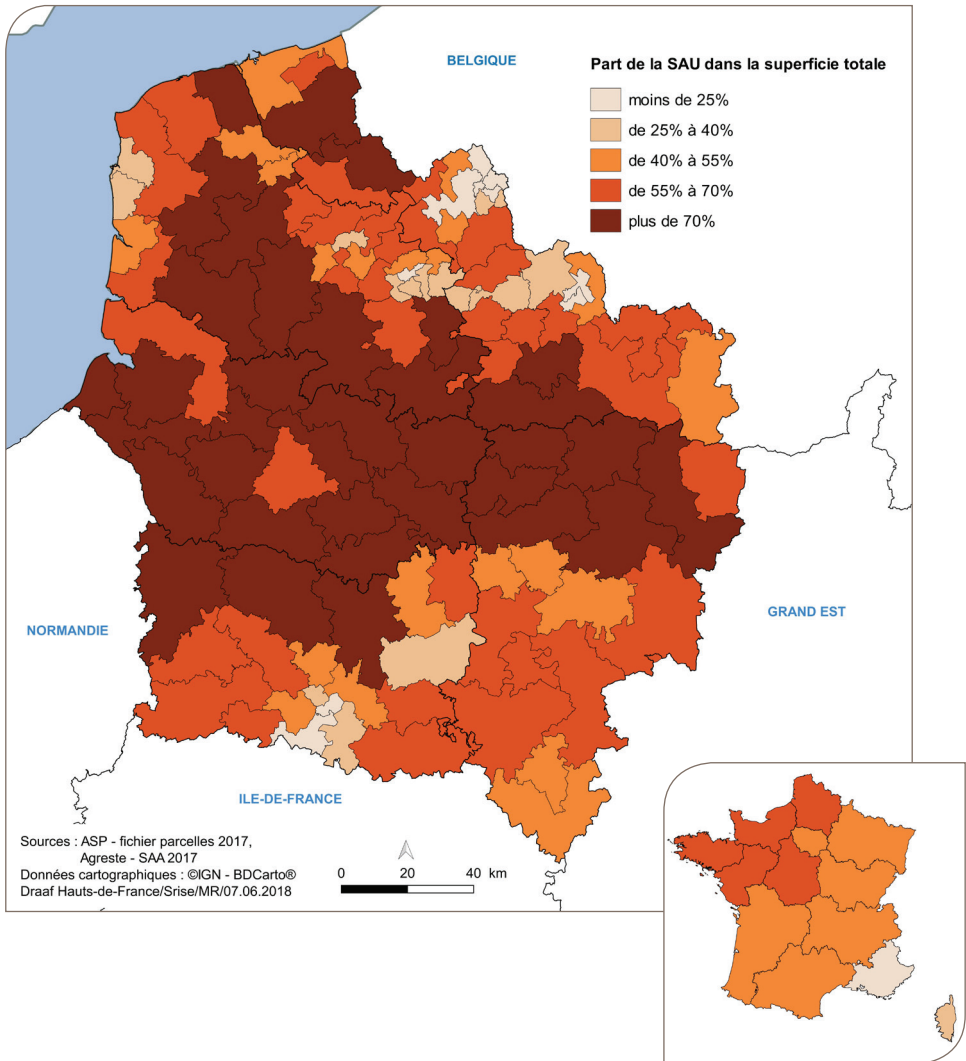 BELGIQUE
Part de la SAU dans la superficie totale
moins de 25%
de 25% à 40%
de 40% à 55%
de 55% à 70%
plus de 70%
NORMANDIE
GRAND EST
ILE-DE-FRANCE
Sources : ASP - fichier parcelles 2017,
Agreste - SAA 2017
Données cartographiques : ©IGN - BDCarto®
Draaf Hauts-de-France/Srise/MR/07.06.2018
0 20 40 km